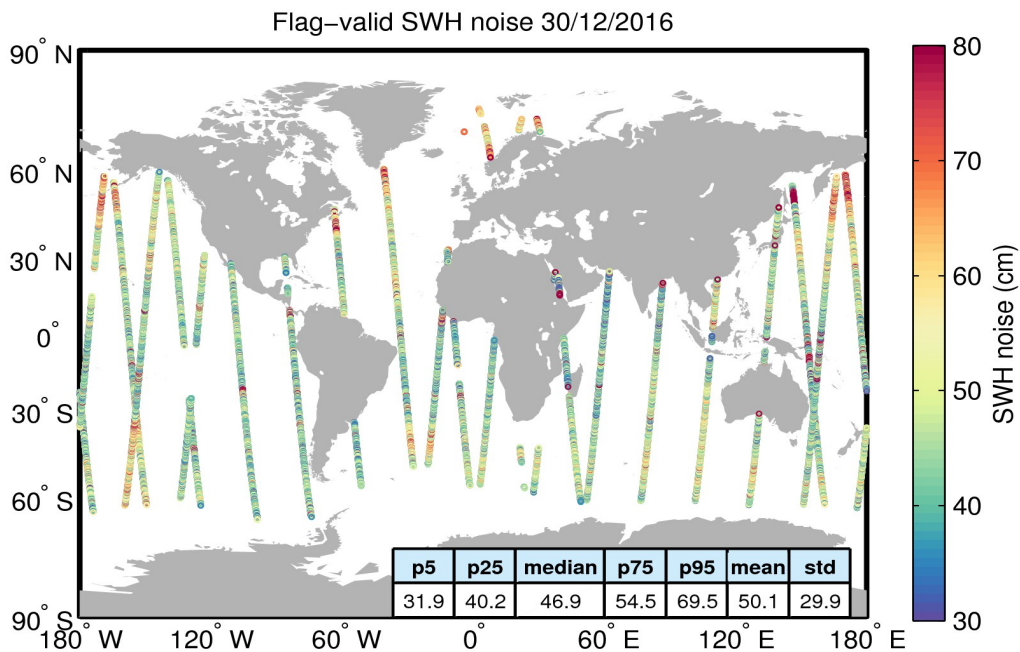 Flag−valid SWH noise 30/12/2016
90° N
60° N
30° N
0°
30° S
60° S
90° S
180° W 120° W 60° W 0° 60° E 120° E 180° E
p5 p25 median p75 p95 mean std
31.9 40.2 46.9 54.5 69.5 50.1 29.9
80
70
60
50
40
30
SWH noise (cm)